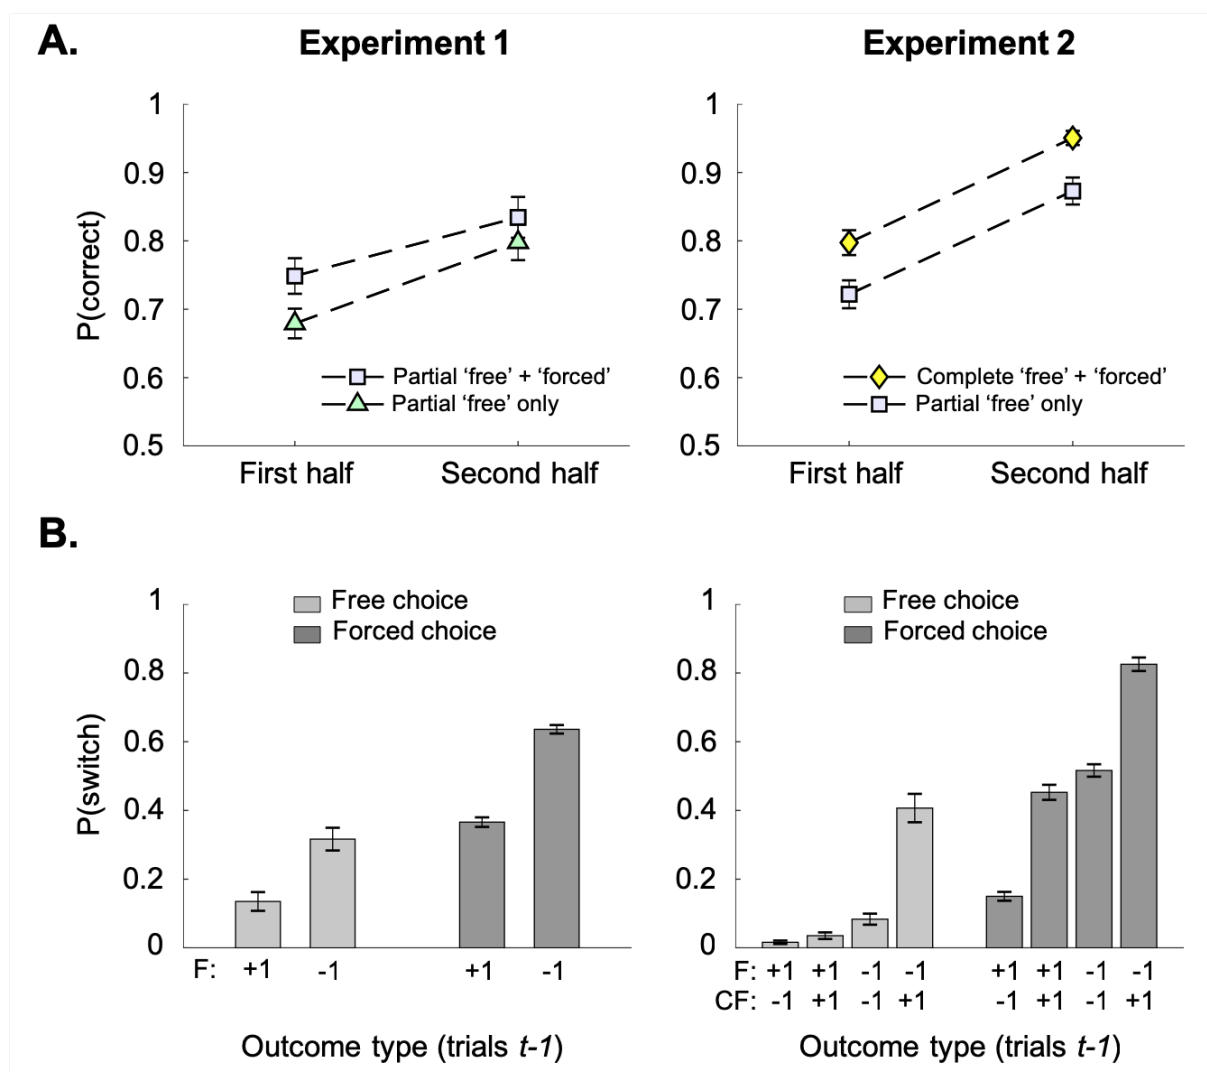 A.
Experiment 1
Experiment 2
P(correct)
1
0.9
0.8
0.7
0.6
0.5
First half Second half
Partial ‘free’ + ‘forced’
Partial ‘free’ only
1
0.9
0.8
0.7
0.6
0.5
First half Second half
Complete ‘free’ + ‘forced’
Partial ‘free’ only
B.
P(switch)
1
0.8
0.6
0.4
0.2
0
Free choice
Forced choice
F: +1 -1 +1 -1
Outcome type (trials t-1)
1
0.8
0.6
0.4
0.2
0
Free choice
Forced choice
F: +1 +1 -1 -1 +1 +1 -1 -1
CF: -1 +1 -1 +1 -1 +1 -1 +1
Outcome type (trials t-1)